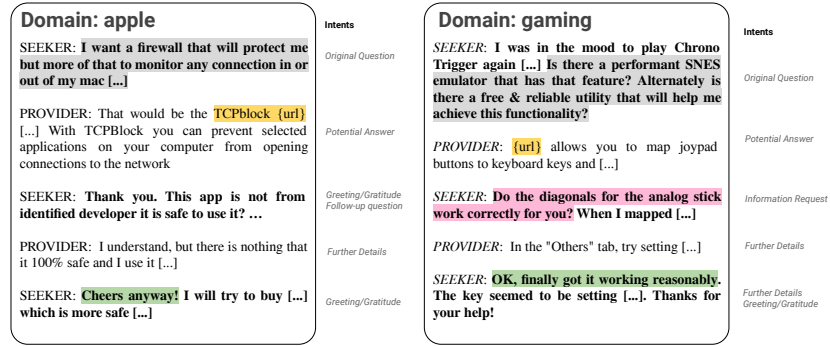 Domain: apple
Intents
SEEKER: I want a firewall that will protect me
but more of that to monitor any connection in or
out of my mac [...]
Original Question
PROVIDER: That would be the TCPblock {url}
[...] With TCPBlock you can prevent selected
applications on your computer from opening
connections to the network
Potential Answer
SEEKER: Thank you. This app is not from
identified developer it is safe to use it? ...
Greeting/Gratitude
Follow-up question
PROVIDER: I understand, but there is nothing that
it 100% safe and I use it [...]
Further Details
SEEKER: Cheers anyway! I will try to buy [...]
which is more safe [...]
Greeting/Gratitude
Domain: gaming
Intents
SEEKER: I was in the mood to play Chrono
Trigger again [...] Is there a performant SNES
emulator that has that feature? Alternately is
there a free & reliable utility that will help me
achieve this functionality?
Original Question
PROVIDER: {url} allows you to map joypad
buttons to keyboard keys and [...]
Potential Answer
SEEKER: Do the diagonals for the analog stick
work correctly for you? When I mapped [...]
Information Request
PROVIDER: In the "Others" tab, try setting [...]
Further Details
SEEKER: OK, finally got it working reasonably.
The key seemed to be setting [...]. Thanks for
your help!
Further Details
Greeting/Gratitude